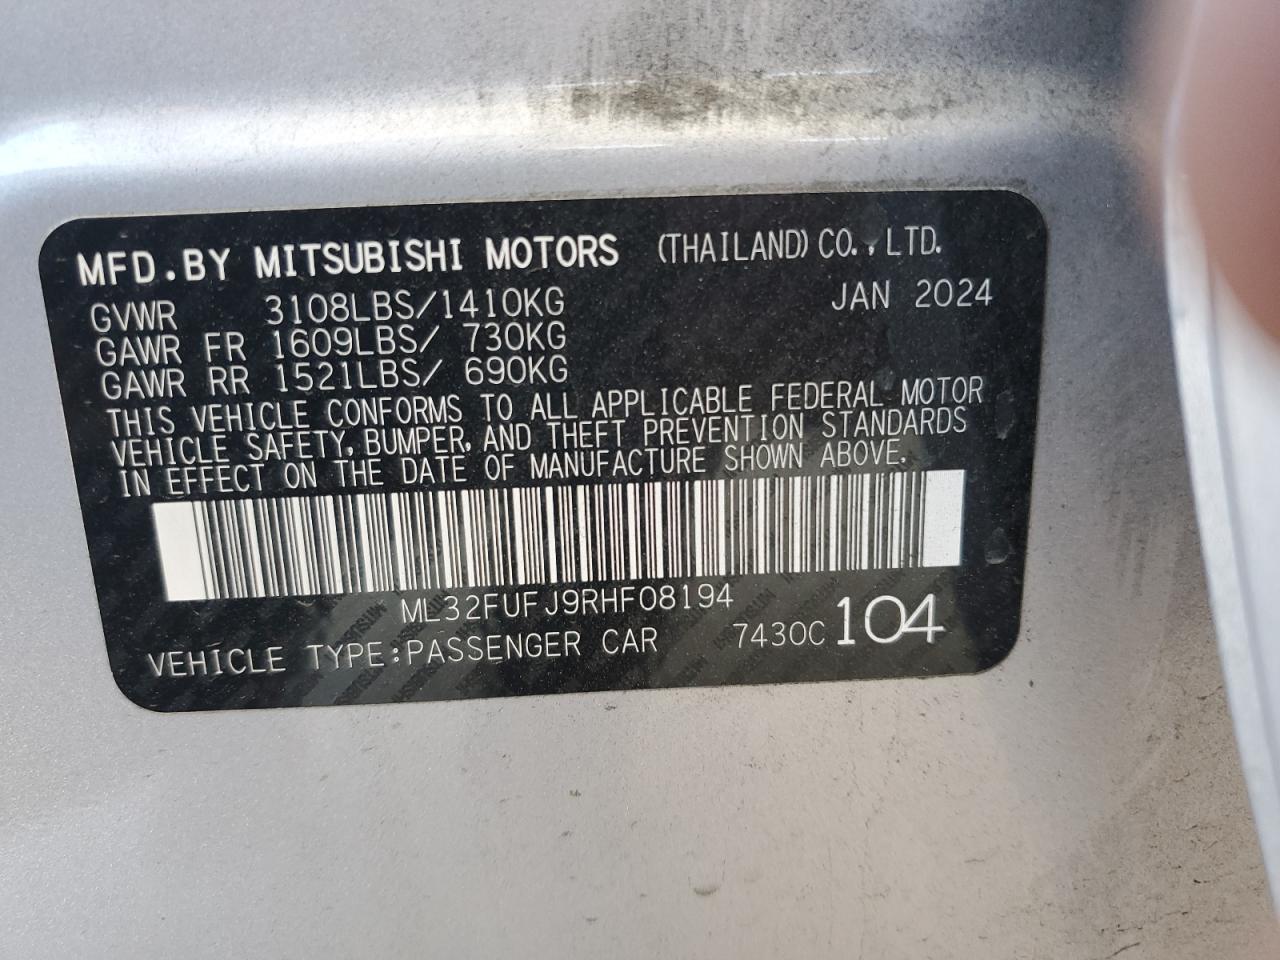 MFD.BY MITSUBISHI MOTORS (THAILAND) CO., LTD.
GVWR 3108LBS/1410KG JAN 2024
GAWR FR 1609LBS/ 730KG
GAWR RR 1521LBS/ 690KG
THIS VEHICLE CONFORMS TO ALL APPLICABLE FEDERAL MOTOR
VEHICLE SAFETY, BUMPER, AND THEFT PREVENTION STANDARDS
IN EFFECT ON THE DATE OF MANUFACTURE SHOWN ABOVE.
ML32FUFJ9RHF08194
VEHICLE TYPE:PASSENGER CAR 7430C 104